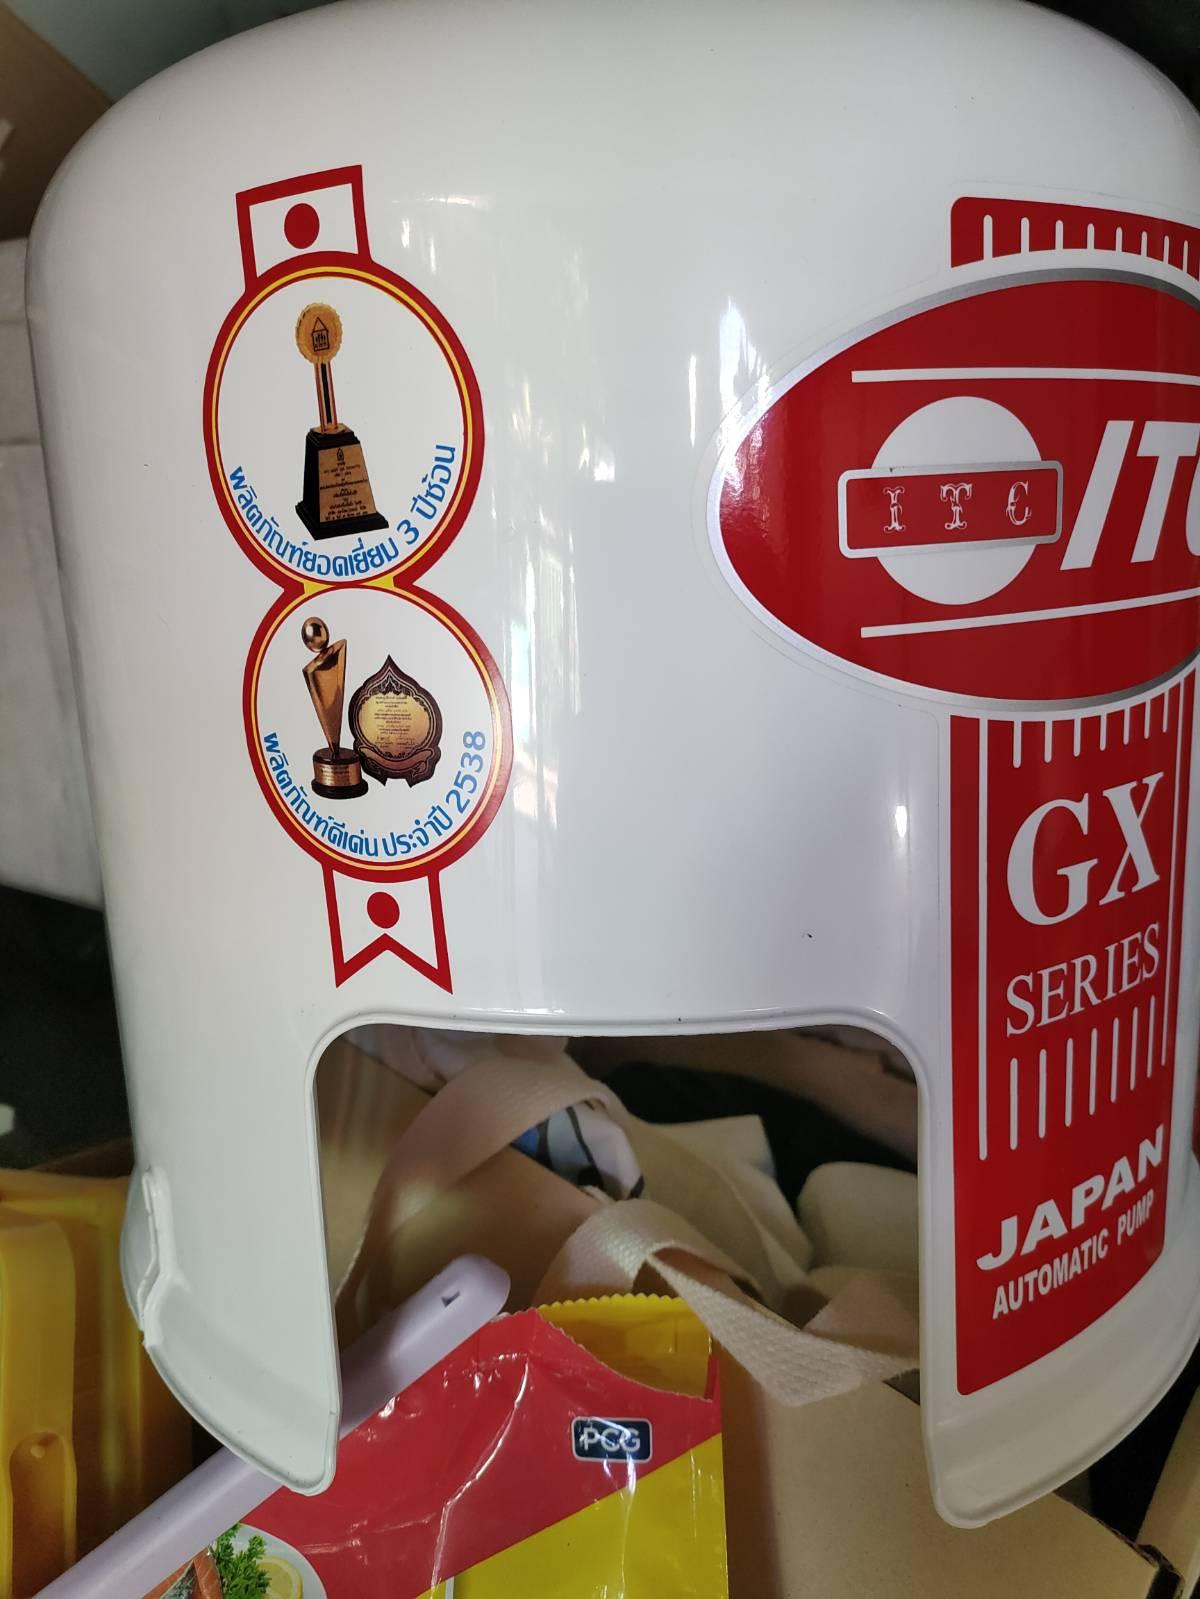 ผลิตภัณฑ์ยอดเยี่ยม 3 ปีซ้อน
ผลิตภัณฑ์ดีเด่น ประจำปี 2538
ITC
GX
SERIES
JAPAN
AUTOMATIC PUMP
PCG